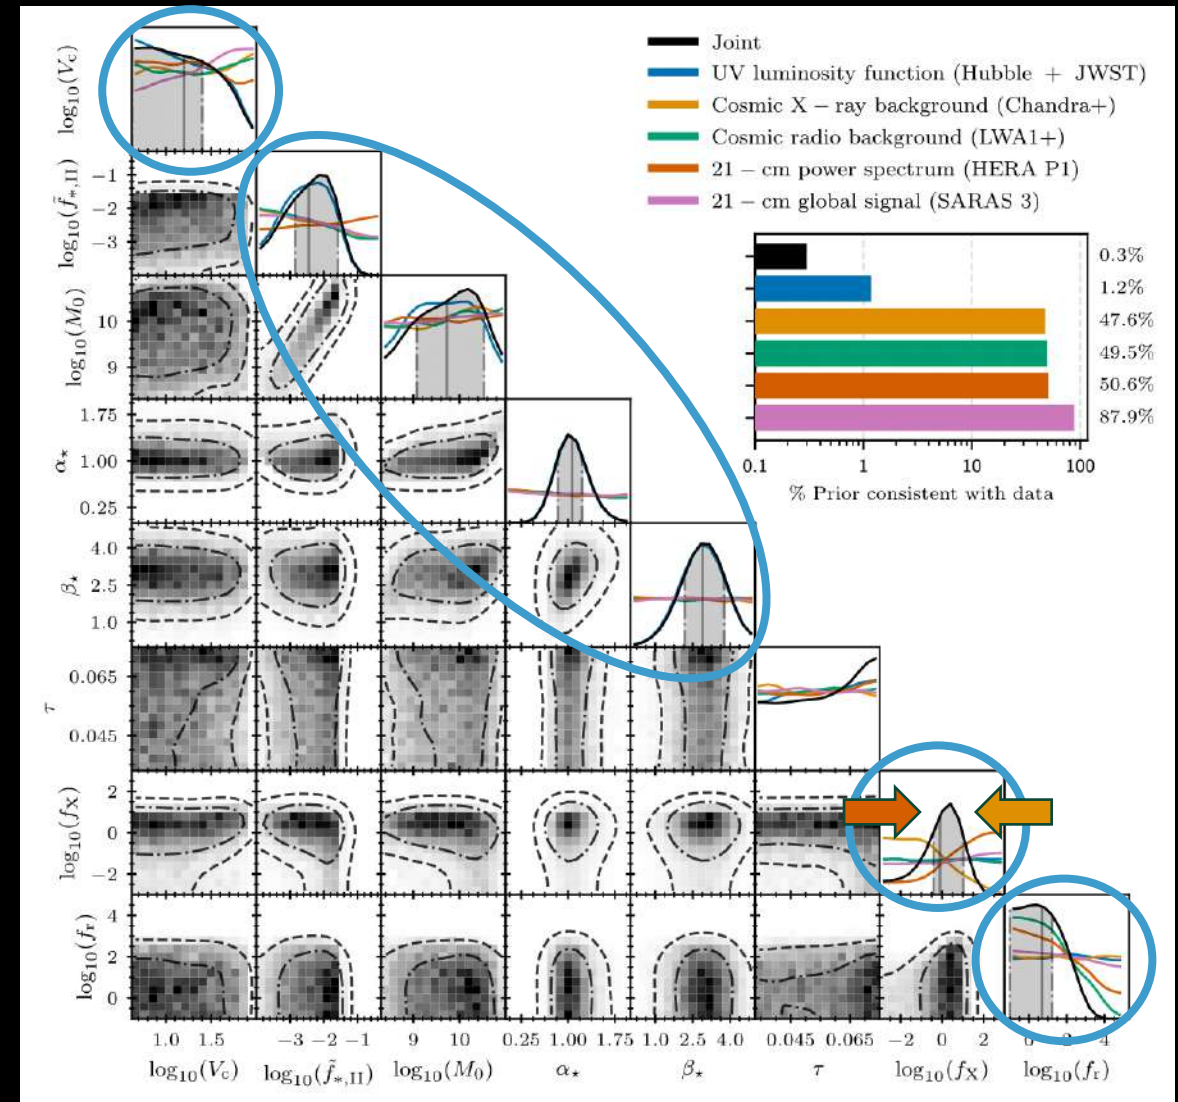 Joint
UV luminosity function (Hubble + JWST)
Cosmic X − ray background (Chandra+)
Cosmic radio background (LWA1+)
21 − cm power spectrum (HERA P1)
21 − cm global signal (SARAS 3)
0.3%
1.2%
47.6%
49.5%
50.6%
87.9%
0.1 1 10 100
% Prior consistent with data
log₁₀(V_c)
log₁₀(f̃_{*,II})
−1
−2
−3
log₁₀(M₀)
10
9
α⋆
1.75
1.00
0.25
β⋆
4.0
2.5
1.0
τ
0.065
0.045
log₁₀(f_X)
2
0
−2
log₁₀(f_r)
4
2
0
1.0 1.5 −3 −2 −1 9 10 0.25 1.00 1.75 1.0 2.5 4.0 0.045 0.065 −2 0 2 0 2 4
log₁₀(V_c) log₁₀(f̃_{*,II}) log₁₀(M₀) α⋆ β⋆ τ log₁₀(f_X) log₁₀(f_r)